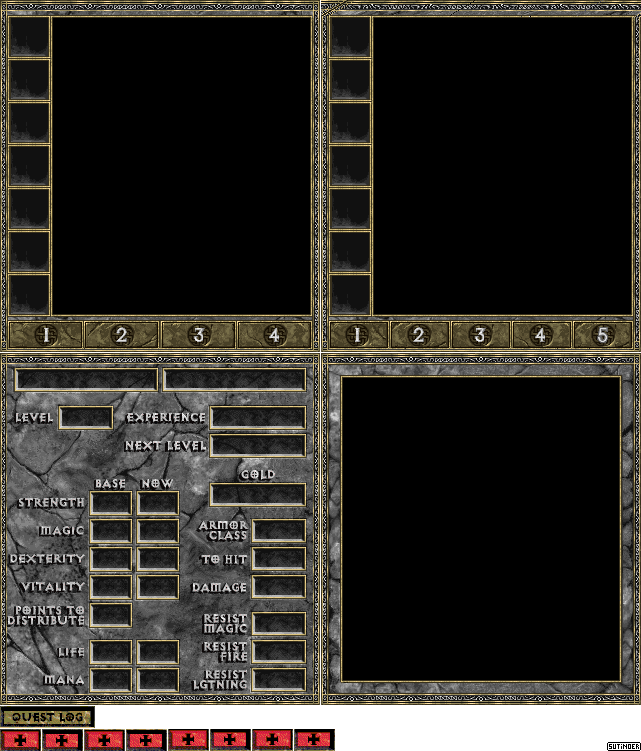 1 2 3 4
1 2 3 4 5
LEVEL EXPERIENCE
NEXT LEVEL
GOLD
BASE NOW
STRENGTH
MAGIC
DEXTERITY
VITALITY
POINTS TO
DISTRIBUTE
LIFE
MANA
ARMOR
CLASS
TO HIT
DAMAGE
RESIST
MAGIC
RESIST
FIRE
RESIST
LGTNING
QUEST LOG